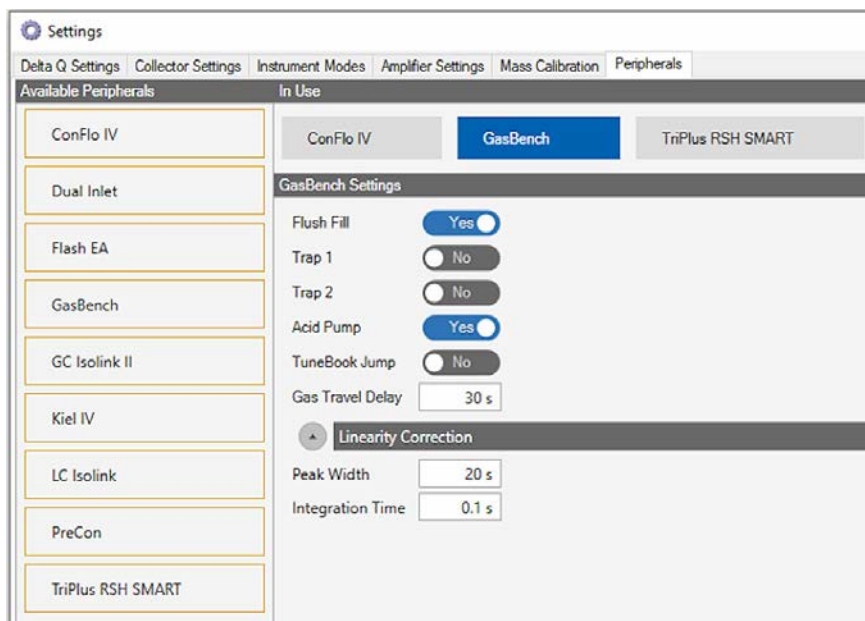 Settings
Delta Q Settings Collector Settings Instrument Modes Amplifier Settings Mass Calibration Peripherals
Available Peripherals
ConFlo IV
Dual Inlet
Flash EA
GasBench
GC Isolink II
Kiel IV
LC Isolink
PreCon
TriPlus RSH SMART
In Use
ConFlo IV GasBench TriPlus RSH SMART
GasBench Settings
Flush Fill Yes
Trap 1 No
Trap 2 No
Acid Pump Yes
TuneBook Jump No
Gas Travel Delay 30 s
Linearity Correction
Peak Width 20 s
Integration Time 0.1 s